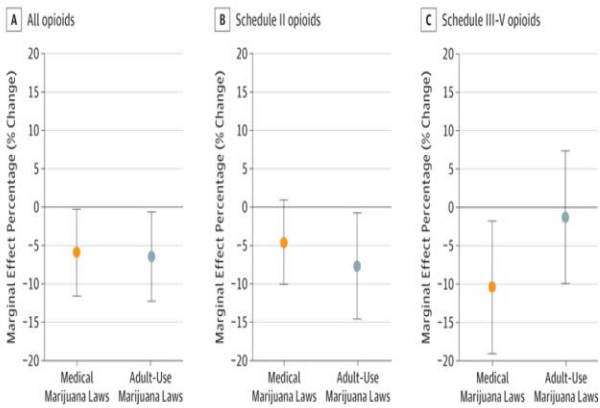 A All opioids
Marginal Effect Percentage (% Change)
20
15
10
5
0
−5
−10
−15
−20
Medical
Marijuana Laws
Adult-Use
Marijuana Laws
B Schedule II opioids
Marginal Effect Percentage (% Change)
20
15
10
5
0
−5
−10
−15
−20
Medical
Marijuana Laws
Adult-Use
Marijuana Laws
C Schedule III-V opioids
Marginal Effect Percentage (% Change)
20
15
10
5
0
−5
−10
−15
−20
Medical
Marijuana Laws
Adult-Use
Marijuana Laws